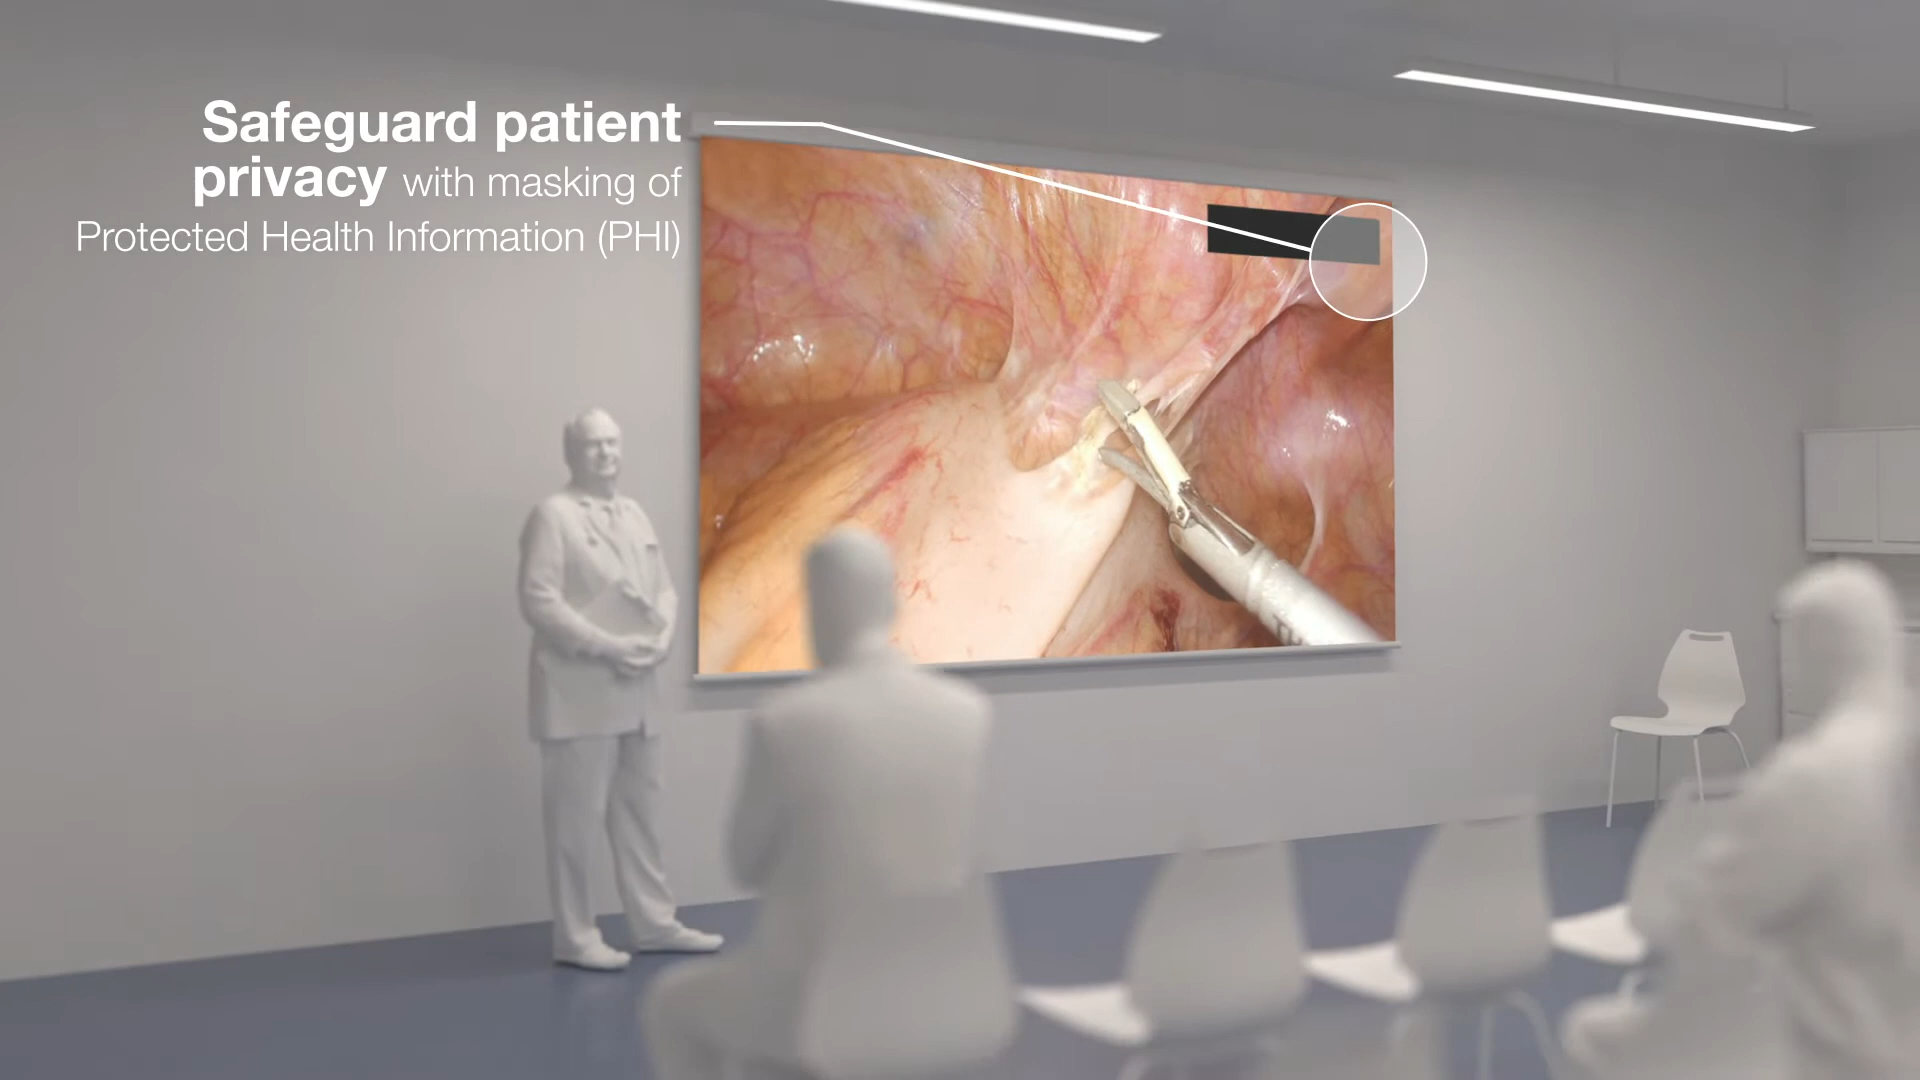 Safeguard patient
privacy with masking of
Protected Health Information (PHI)